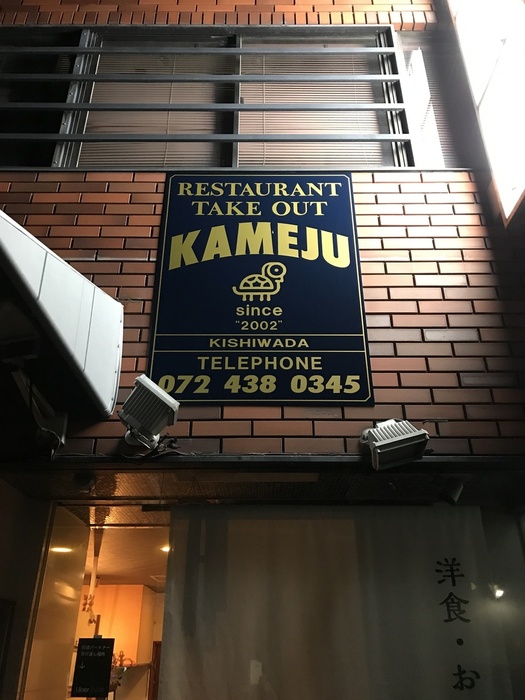 RESTAURANT
TAKE OUT
KAMEJU
since
"2002"
KISHIWADA
TELEPHONE
072 438 0345
洋食・お